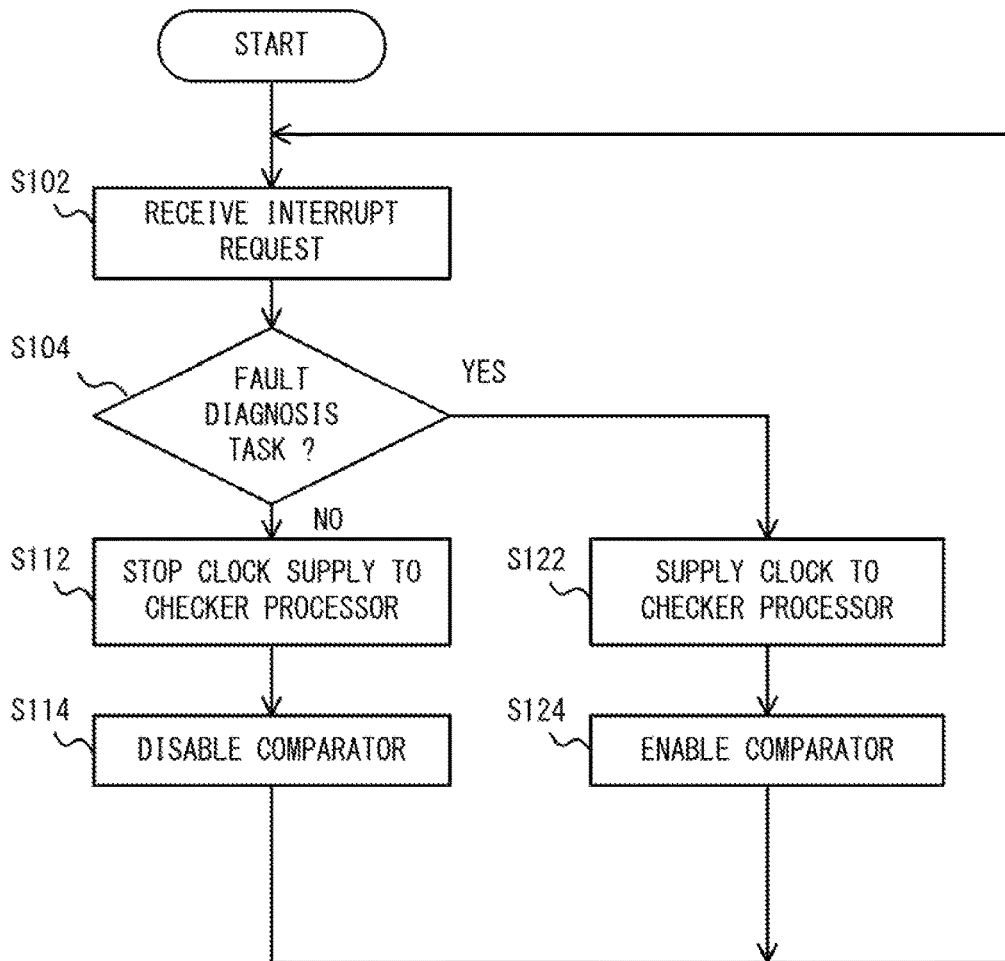 START
S102
RECEIVE INTERRUPT
REQUEST
S104
FAULT
DIAGNOSIS
TASK ?
YES
NO
S112
STOP CLOCK SUPPLY TO
CHECKER PROCESSOR
S122
SUPPLY CLOCK TO
CHECKER PROCESSOR
S114
DISABLE COMPARATOR
S124
ENABLE COMPARATOR